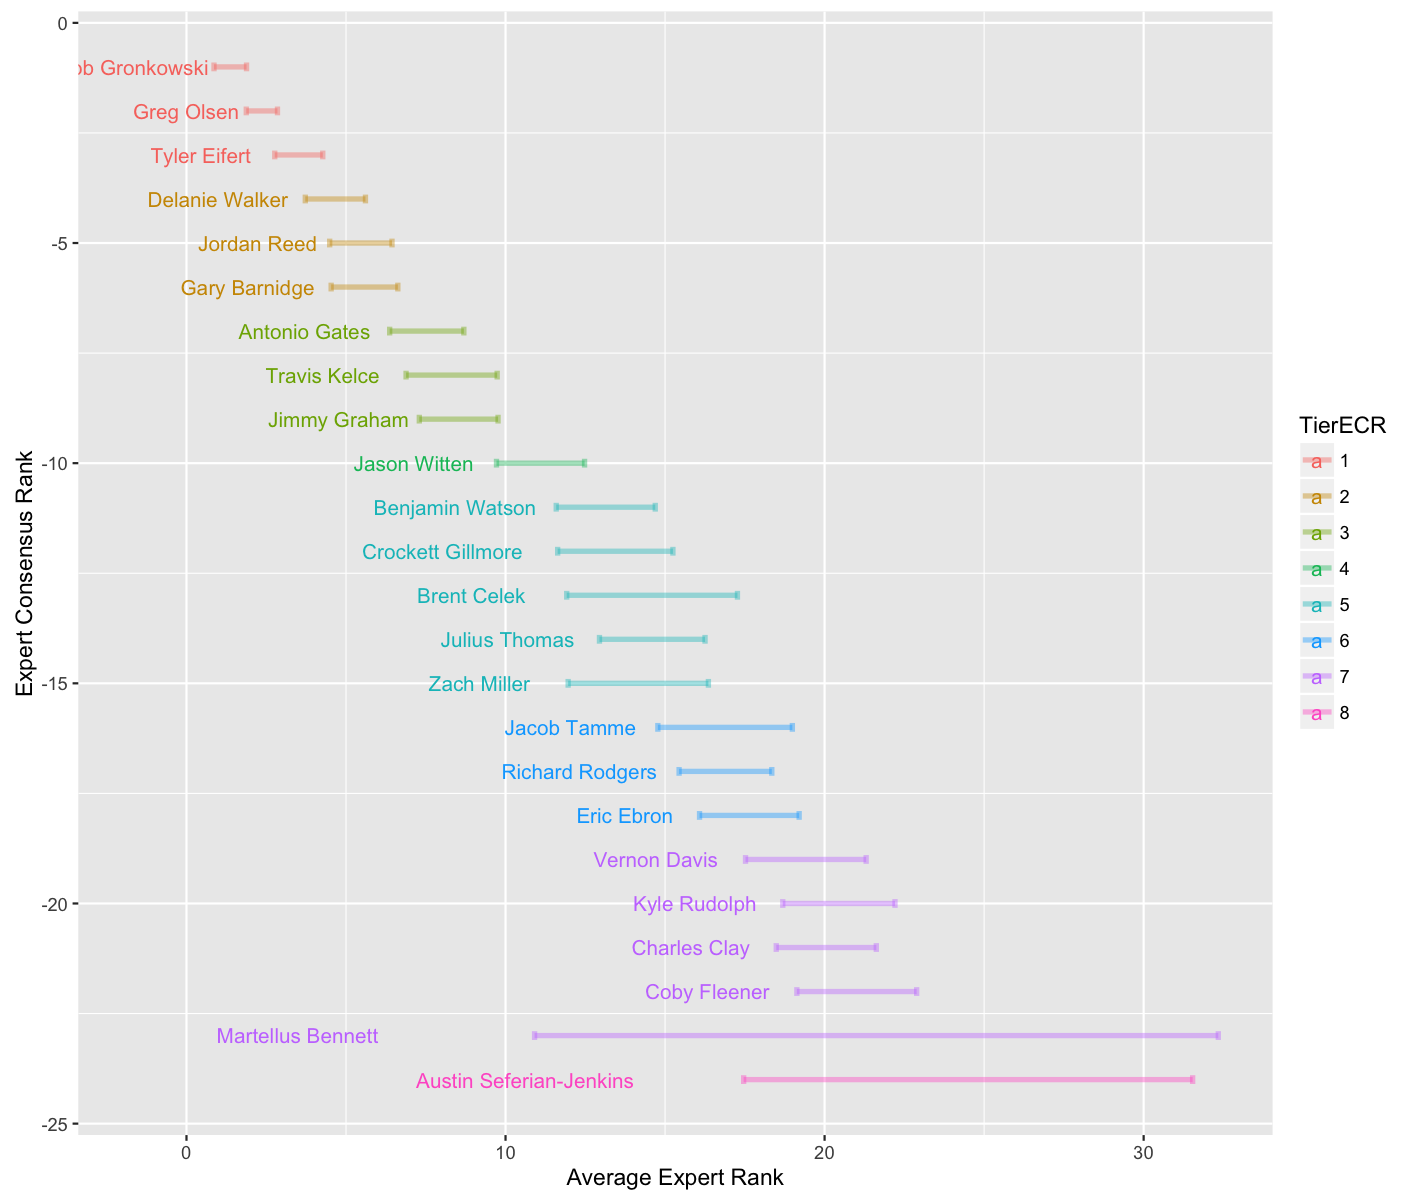 0
ob Gronkowski
Greg Olsen
Tyler Eifert
Delanie Walker
-5
Jordan Reed
Gary Barnidge
Antonio Gates
Travis Kelce
Jimmy Graham
-10
Jason Witten
Benjamin Watson
Crockett Gillmore
Brent Celek
Julius Thomas
-15
Zach Miller
Jacob Tamme
Richard Rodgers
Eric Ebron
Vernon Davis
-20
Kyle Rudolph
Charles Clay
Coby Fleener
Martellus Bennett
Austin Seferian-Jenkins
-25
0 10 20 30
Average Expert Rank
Expert Consensus Rank
TierECR
a 1
a 2
a 3
a 4
a 5
a 6
a 7
a 8